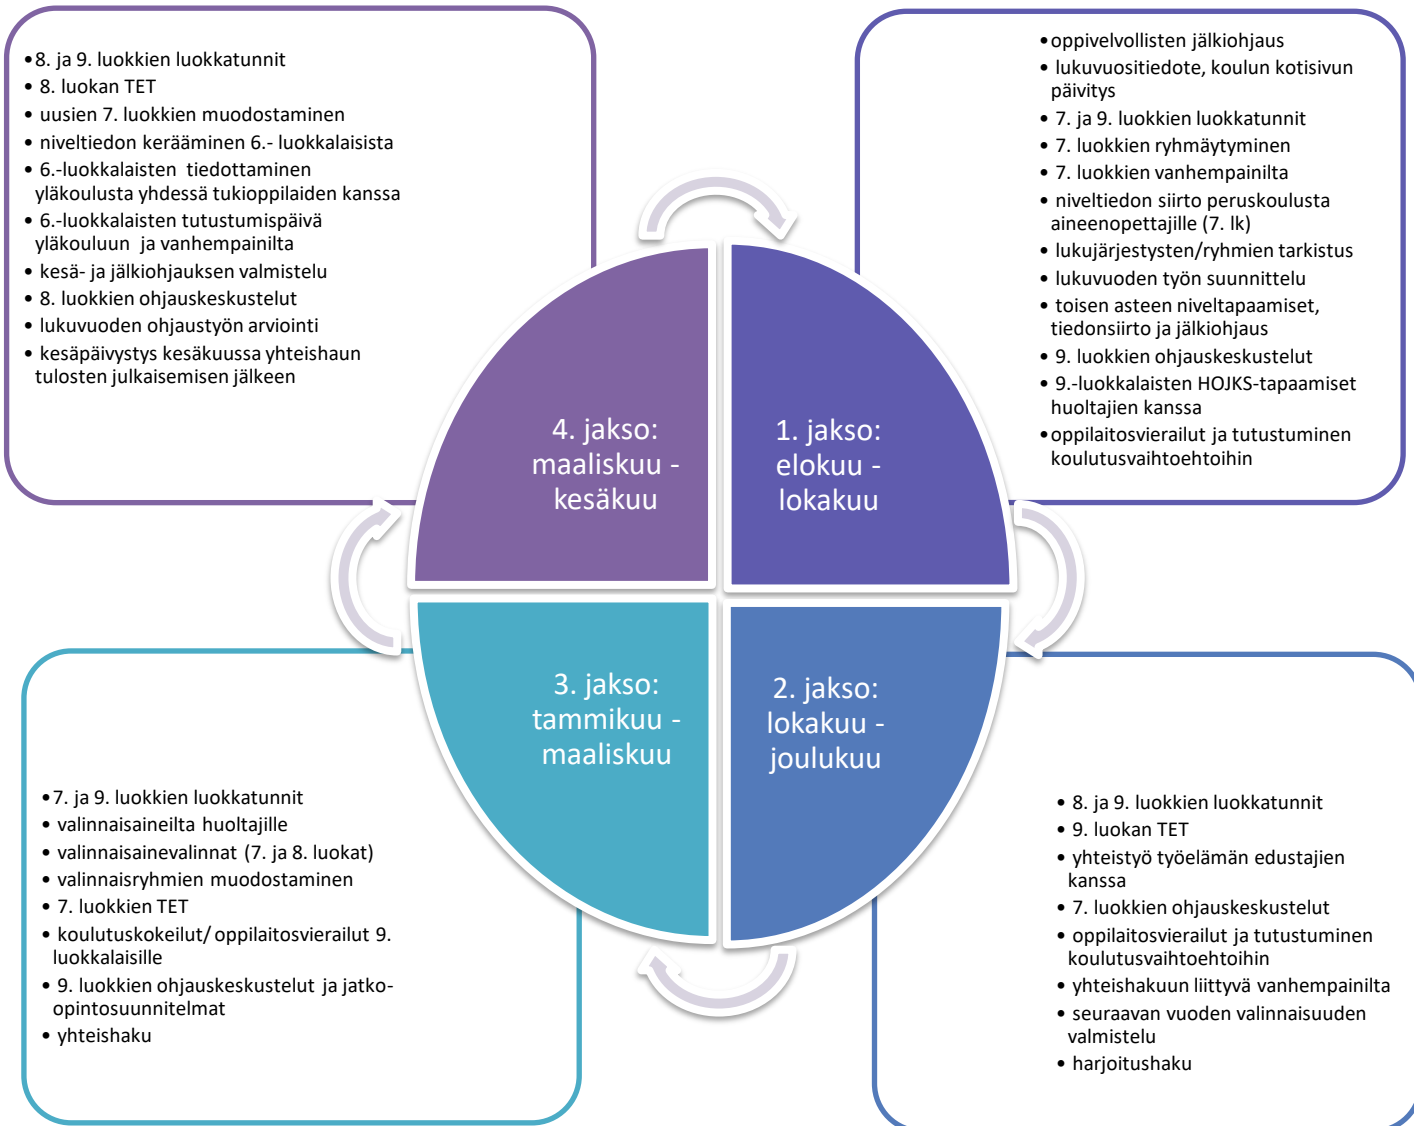 •8. ja 9. luokkien luokkatunnit
• 8. luokan TET
• uusien 7. luokkien muodostaminen
• niveltiedon kerääminen 6.- luokkalaisista
• 6.-luokkalaisten tiedottaminen
yläkoulusta yhdessä tukioppilaiden kanssa
• 6.-luokkalaisten tutustumispäivä
yläkouluun ja vanhempainilta
• kesä- ja jälkiohjauksen valmistelu
• 8. luokkien ohjauskeskustelut
• lukuvuoden ohjaustyön arviointi
• kesäpäivystys kesäkuussa yhteishaun
tulosten julkaisemisen jälkeen
•oppivelvollisten jälkiohjaus
• lukuvuositiedote, koulun kotisivun
päivitys
• 7. ja 9. luokkien luokkatunnit
• 7. luokkien ryhmäytyminen
• 7. luokkien vanhempainilta
• niveltiedon siirto peruskoulusta
aineenopettajille (7. lk)
• lukujärjestysten/ryhmien tarkistus
• lukuvuoden työn suunnittelu
• toisen asteen niveltapaamiset,
tiedonsiirto ja jälkiohjaus
• 9. luokkien ohjauskeskustelut
• 9.-luokkalaisten HOJKS-tapaamiset
huoltajien kanssa
•oppilaitosvierailut ja tutustuminen
koulutusvaihtoehtoihin
4. jakso:
maaliskuu -
kesäkuu
1. jakso:
elokuu -
lokakuu
3. jakso:
tammikuu -
maaliskuu
2. jakso:
lokakuu -
joulukuu
•7. ja 9. luokkien luokkatunnit
• valinnaisaineilta huoltajille
• valinnaisainevalinnat (7. ja 8. luokat)
• valinnaisryhmien muodostaminen
• 7. luokkien TET
• koulutuskokeilut/ oppilaitosvierailut 9.
luokkalaisille
• 9. luokkien ohjauskeskustelut ja jatko-
opintosuunnitelmat
• yhteishaku
• 8. ja 9. luokkien luokkatunnit
• 9. luokan TET
• yhteistyö työelämän edustajien
kanssa
• 7. luokkien ohjauskeskustelut
• oppilaitosvierailut ja tutustuminen
koulutusvaihtoehtoihin
• yhteishakuun liittyvä vanhempainilta
• seuraavan vuoden valinnaisuuden
valmistelu
• harjoitushaku